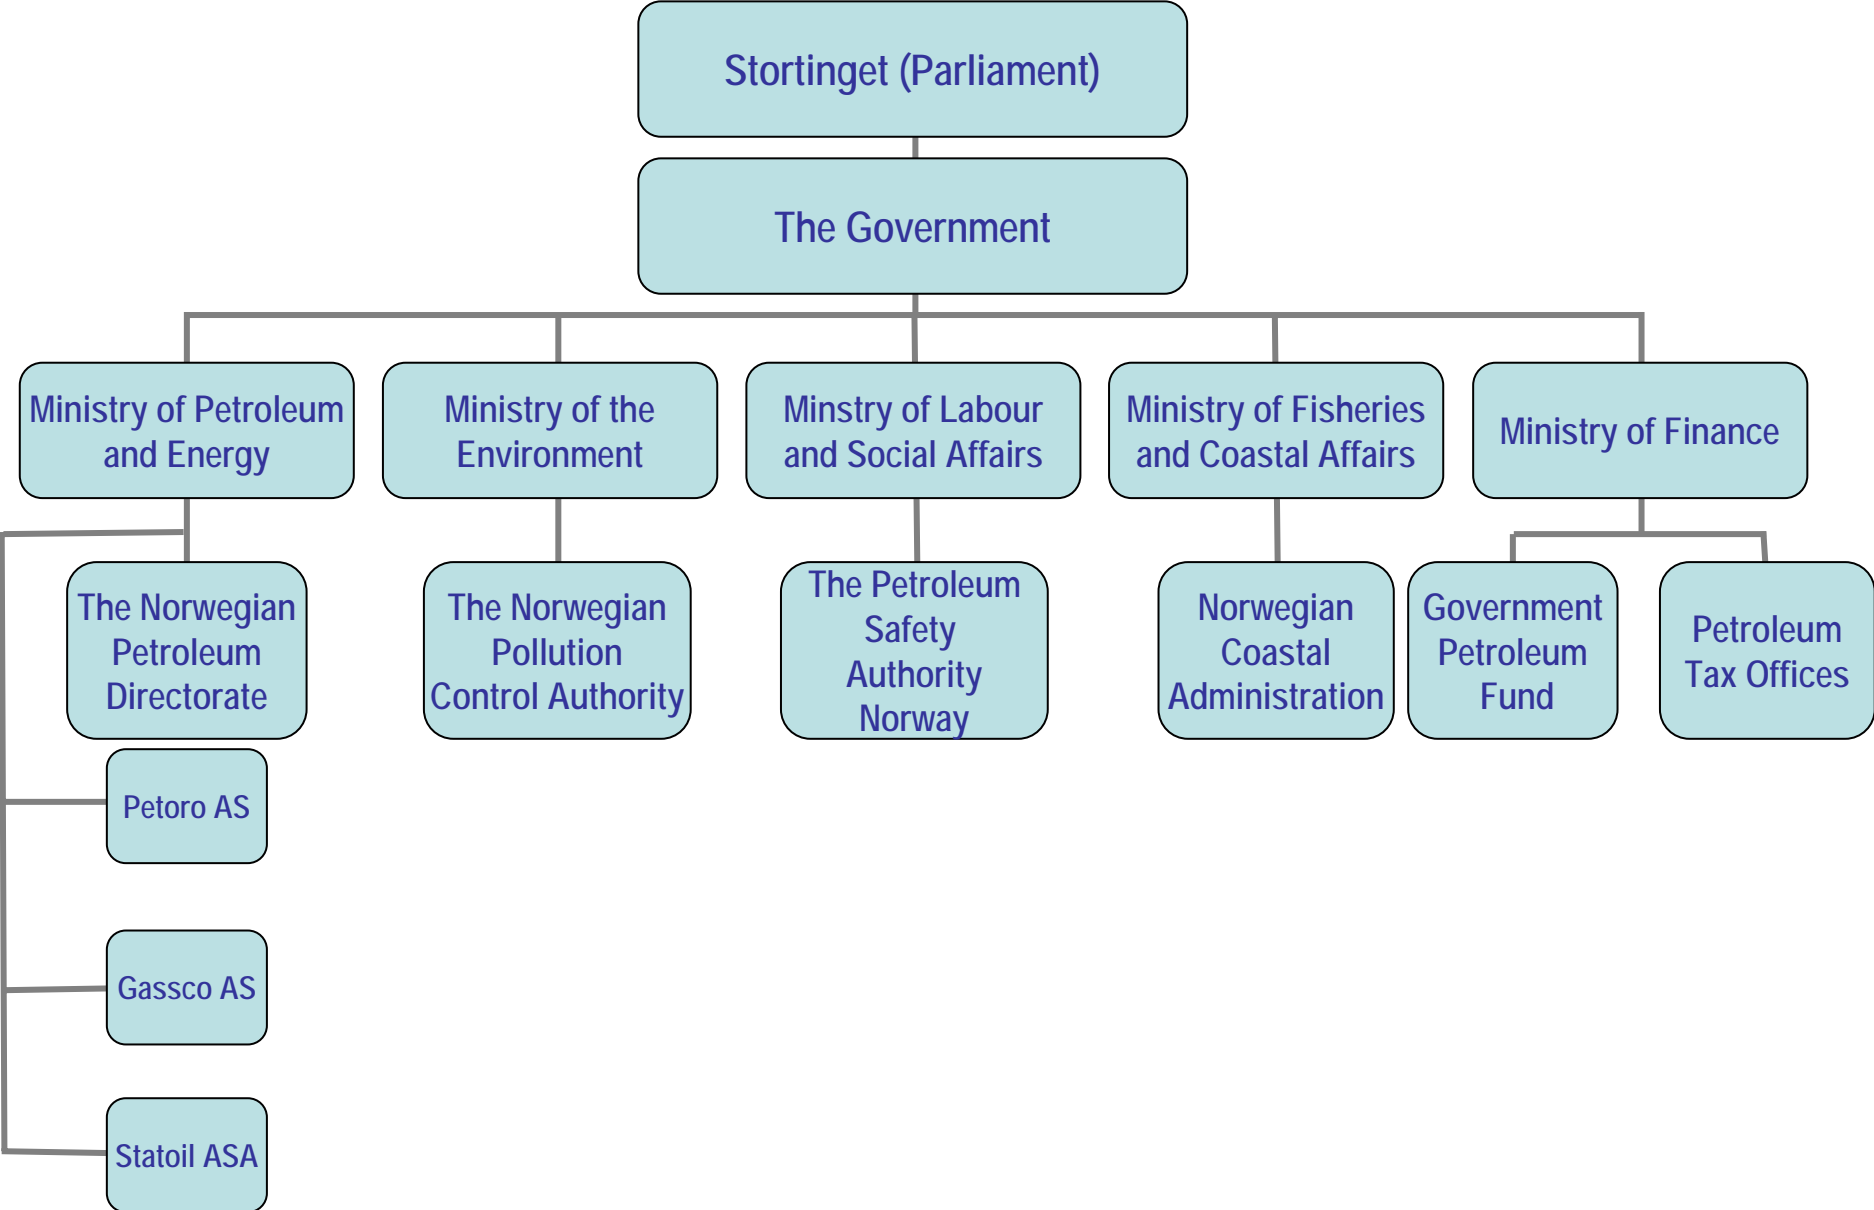 Stortinget (Parliament)
The Government
Ministry of Petroleum
and Energy
Ministry of the
Environment
Minstry of Labour
and Social Affairs
Ministry of Fisheries
and Coastal Affairs
Ministry of Finance
The Norwegian
Petroleum
Directorate
The Norwegian
Pollution
Control Authority
The Petroleum
Safety
Authority
Norway
Norwegian
Coastal
Administration
Government
Petroleum
Fund
Petroleum
Tax Offices
Petoro AS
Gassco AS
Statoil ASA